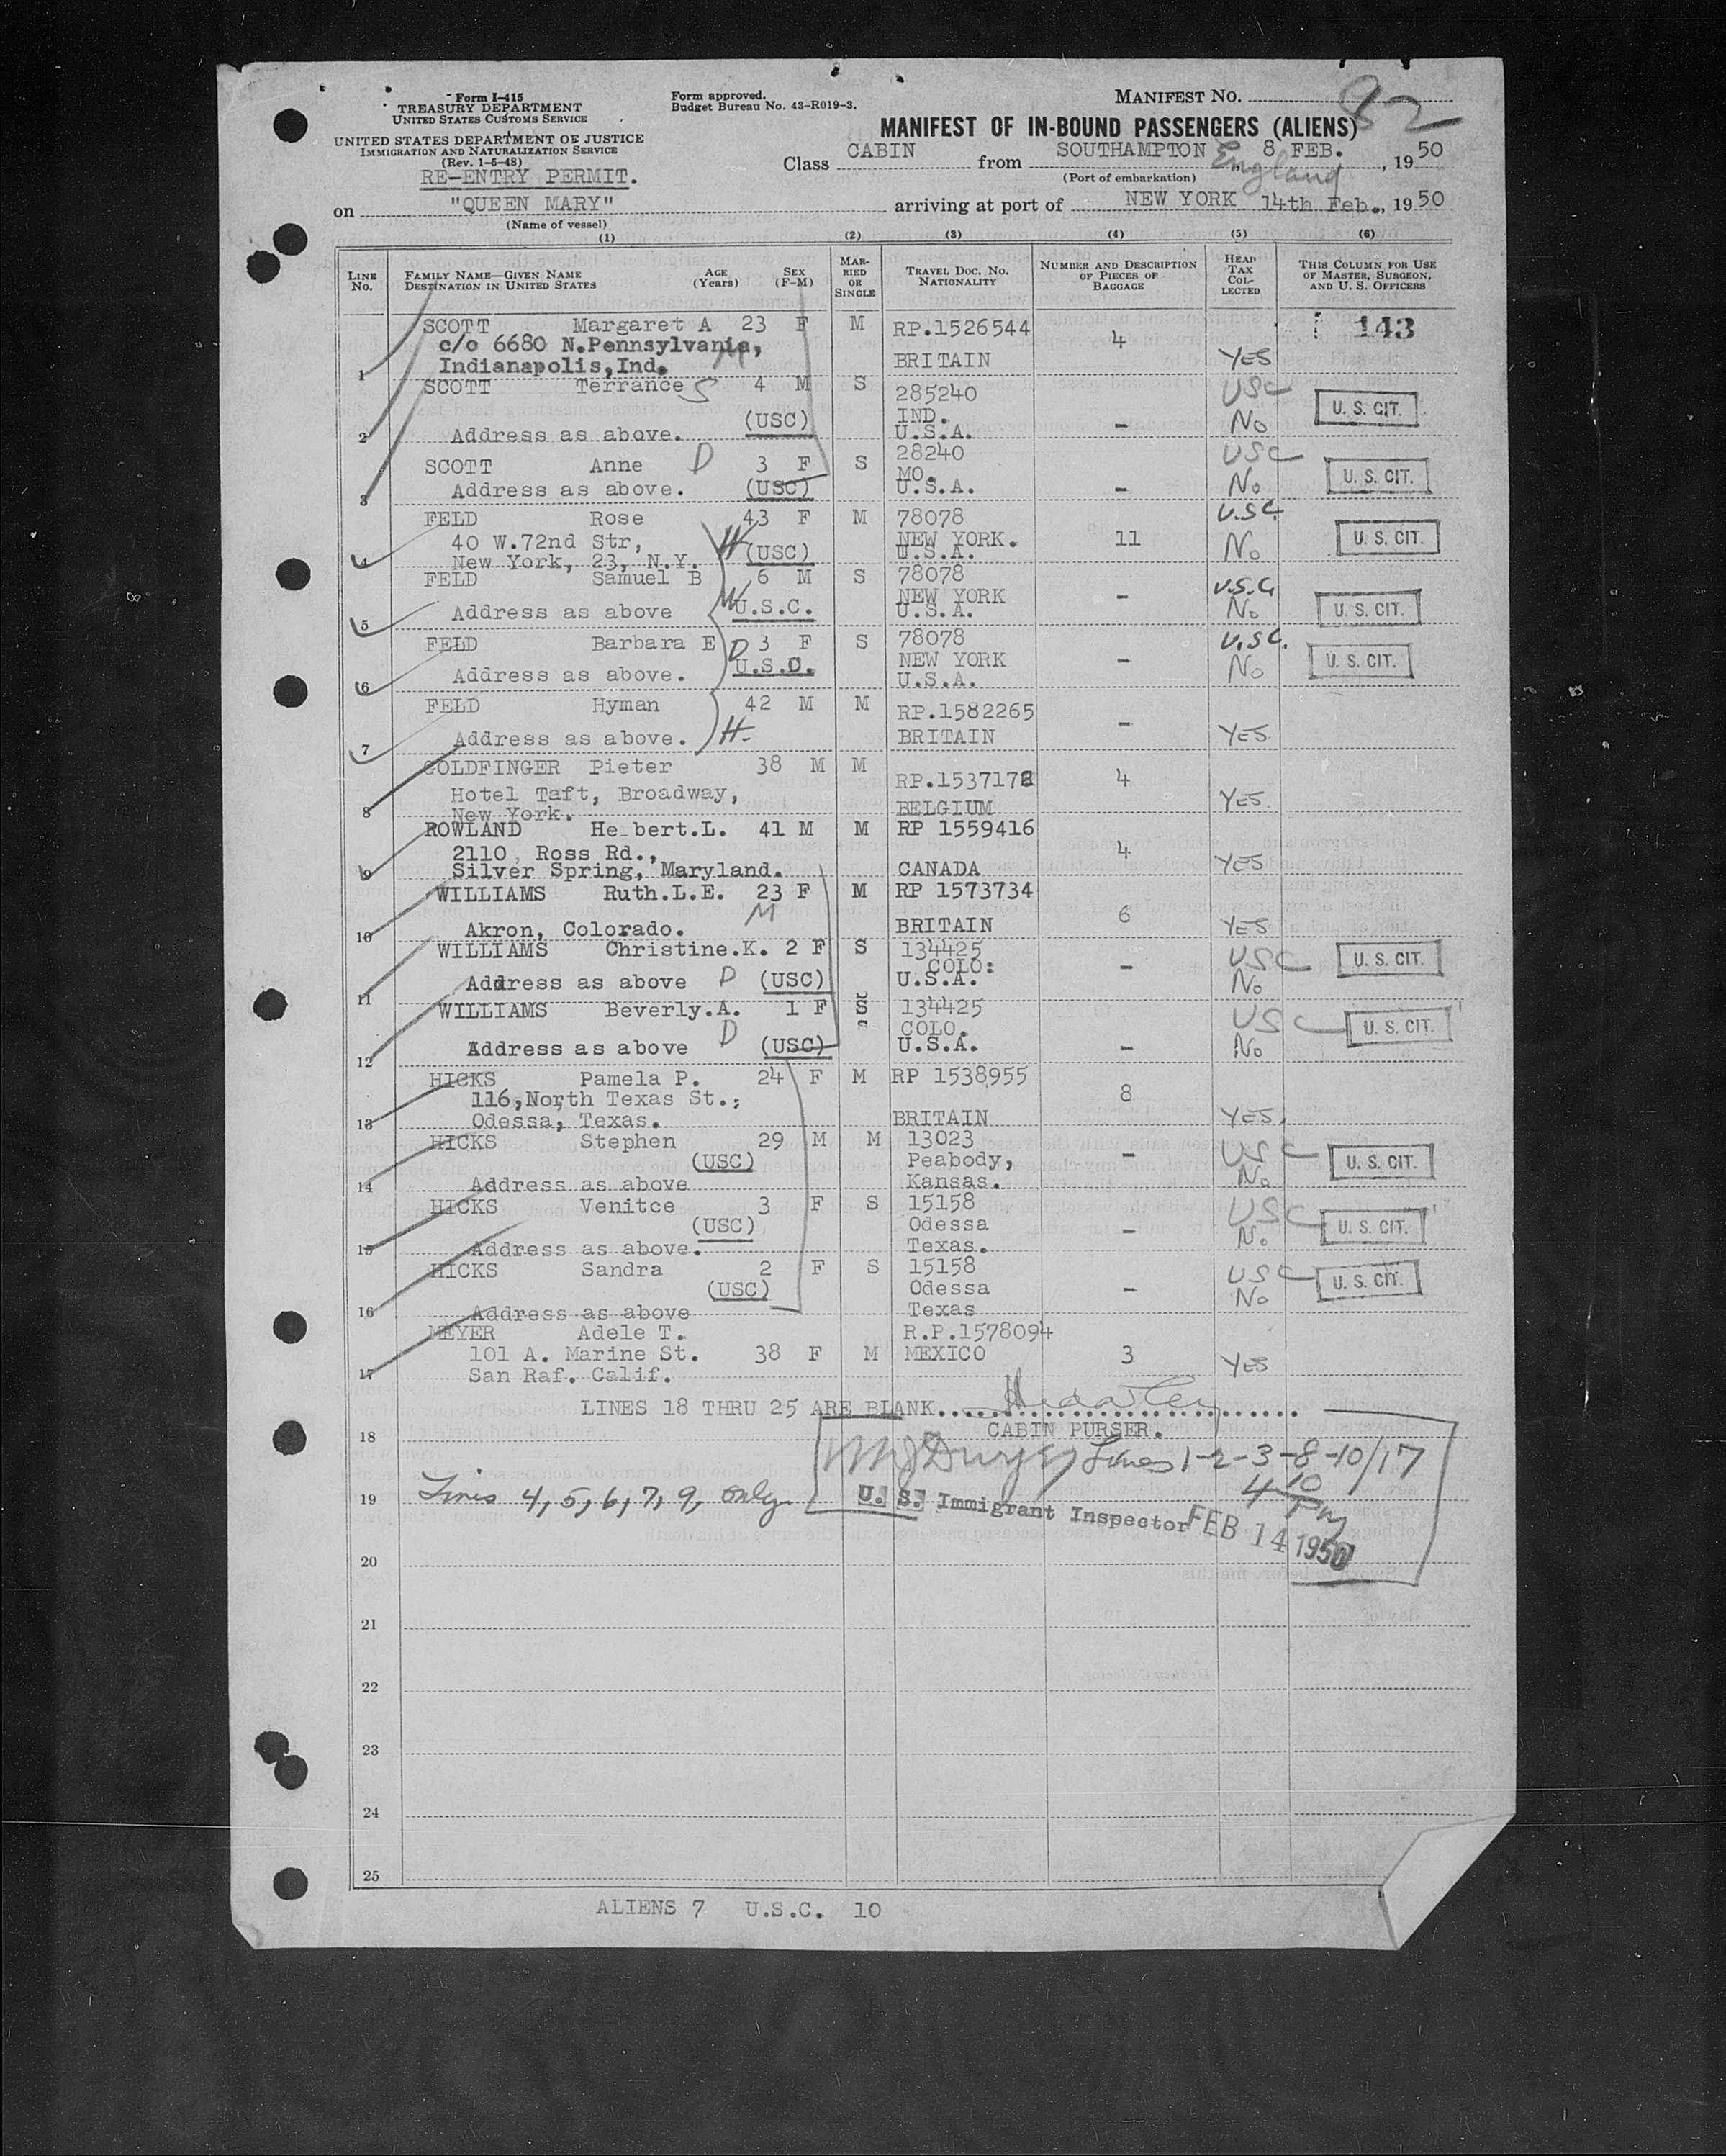 Form I-415
TREASURY DEPARTMENT
UNITED STATES CUSTOMS SERVICE
UNITED STATES DEPARTMENT OF JUSTICE
IMMIGRATION AND NATURALIZATION SERVICE
(Rev. 1-5-48)
RE-ENTRY PERMIT.
Form approved.
Budget Bureau No. 43-R019-3.
MANIFEST NO. 82
MANIFEST OF IN-BOUND PASSENGERS (ALIENS)
Class CABIN from SOUTHAMPTON England 8 FEB., 1950
(Port of embarkation)
on "QUEEN MARY" arriving at port of NEW YORK 14th Feb., 1950
(Name of vessel)
(1) (2) (3) (4) (5) (6)
LINE No. FAMILY NAME—GIVEN NAME DESTINATION IN UNITED STATES AGE (Years) SEX (F-M) MARRIED OR SINGLE TRAVEL DOC. NO. NATIONALITY NUMBER AND DESCRIPTION OF PIECES OF BAGGAGE HEAD TAX COLLECTED THIS COLUMN FOR USE OF MASTER, SURGEON, AND U. S. OFFICERS
SCOTT Margaret A 23 F M RP.1526544 4 143
c/o 6680 N.Pennsylvania,
1 Indianapolis,Ind. M BRITAIN YES
SCOTT Terrance S 4 M S 285240 USC U. S. CIT.
(USC) IND. – No
2 Address as above. U.S.A.
SCOTT Anne D 3 F S 28240 USC U. S. CIT.
MO.
3 Address as above. (USC) U.S.A. – No
FELD Rose 43 F M 78078 U.S.C. U. S. CIT.
40 W.72nd Str, (USC) NEW YORK. 11 No
4 New York, 23, N.Y. U.S.A.
FELD Samuel B 6 M S 78078 U.S.C.
NEW YORK –
5 Address as above U.S.C. U.S.A. No U. S. CIT.
FELD Barbara E D 3 F S 78078 U.S.C.
U.S.D. NEW YORK – No U. S. CIT.
6 Address as above. U.S.A.
FELD Hyman 42 M M RP.1582265 –
7 Address as above. H. BRITAIN YES
GOLDFINGER Pieter 38 M M RP.1537172 4
Hotel Taft, Broadway,
8 New York. BELGIUM YES
ROWLAND He bert.L. 41 M M RP 1559416
2110, Ross Rd., 4
9 Silver Spring, Maryland. CANADA YES
WILLIAMS Ruth.L.E. 23 F M RP 1573734
M 6
10 Akron, Colorado. BRITAIN YES
WILLIAMS Christine.K. 2 F S 134425 USC U. S. CIT.
COLO:
11 Address as above D (USC) U.S.A. – No
WILLIAMS Beverly.A. 1 F S 134425 USC U. S. CIT.
D COLO.
12 Address as above (USC) U.S.A. – No
HICKS Pamela P. 24 F M RP 1538955
116,North Texas St.; 8
13 Odessa, Texas. BRITAIN YES.
HICKS Stephen 29 M M 13023 USC U. S. CIT.
(USC) Peabody, –
14 Address as above Kansas. No
HICKS Venitce 3 F S 15158 USC U. S. CIT.
(USC) Odessa –
15 Address as above. Texas. No
HICKS Sandra 2 F S 15158 USC U. S. CIT.
(USC) Odessa – No
16 Address as above Texas
MEYER Adele T. R.P.1578094
101 A. Marine St. 38 F M MEXICO 3 YES
17 San Raf. Calif.
LINES 18 THRU 25 ARE BLANK.
CABIN PURSER.
18 Lines 1-2-3-8-10/17
19 Lines 4, 5, 6, 7, 9, only. 4 10 PM
U. S. Immigrant Inspector FEB 14 1950
20
21
22
23
24
25
ALIENS 7 U.S.C. 10